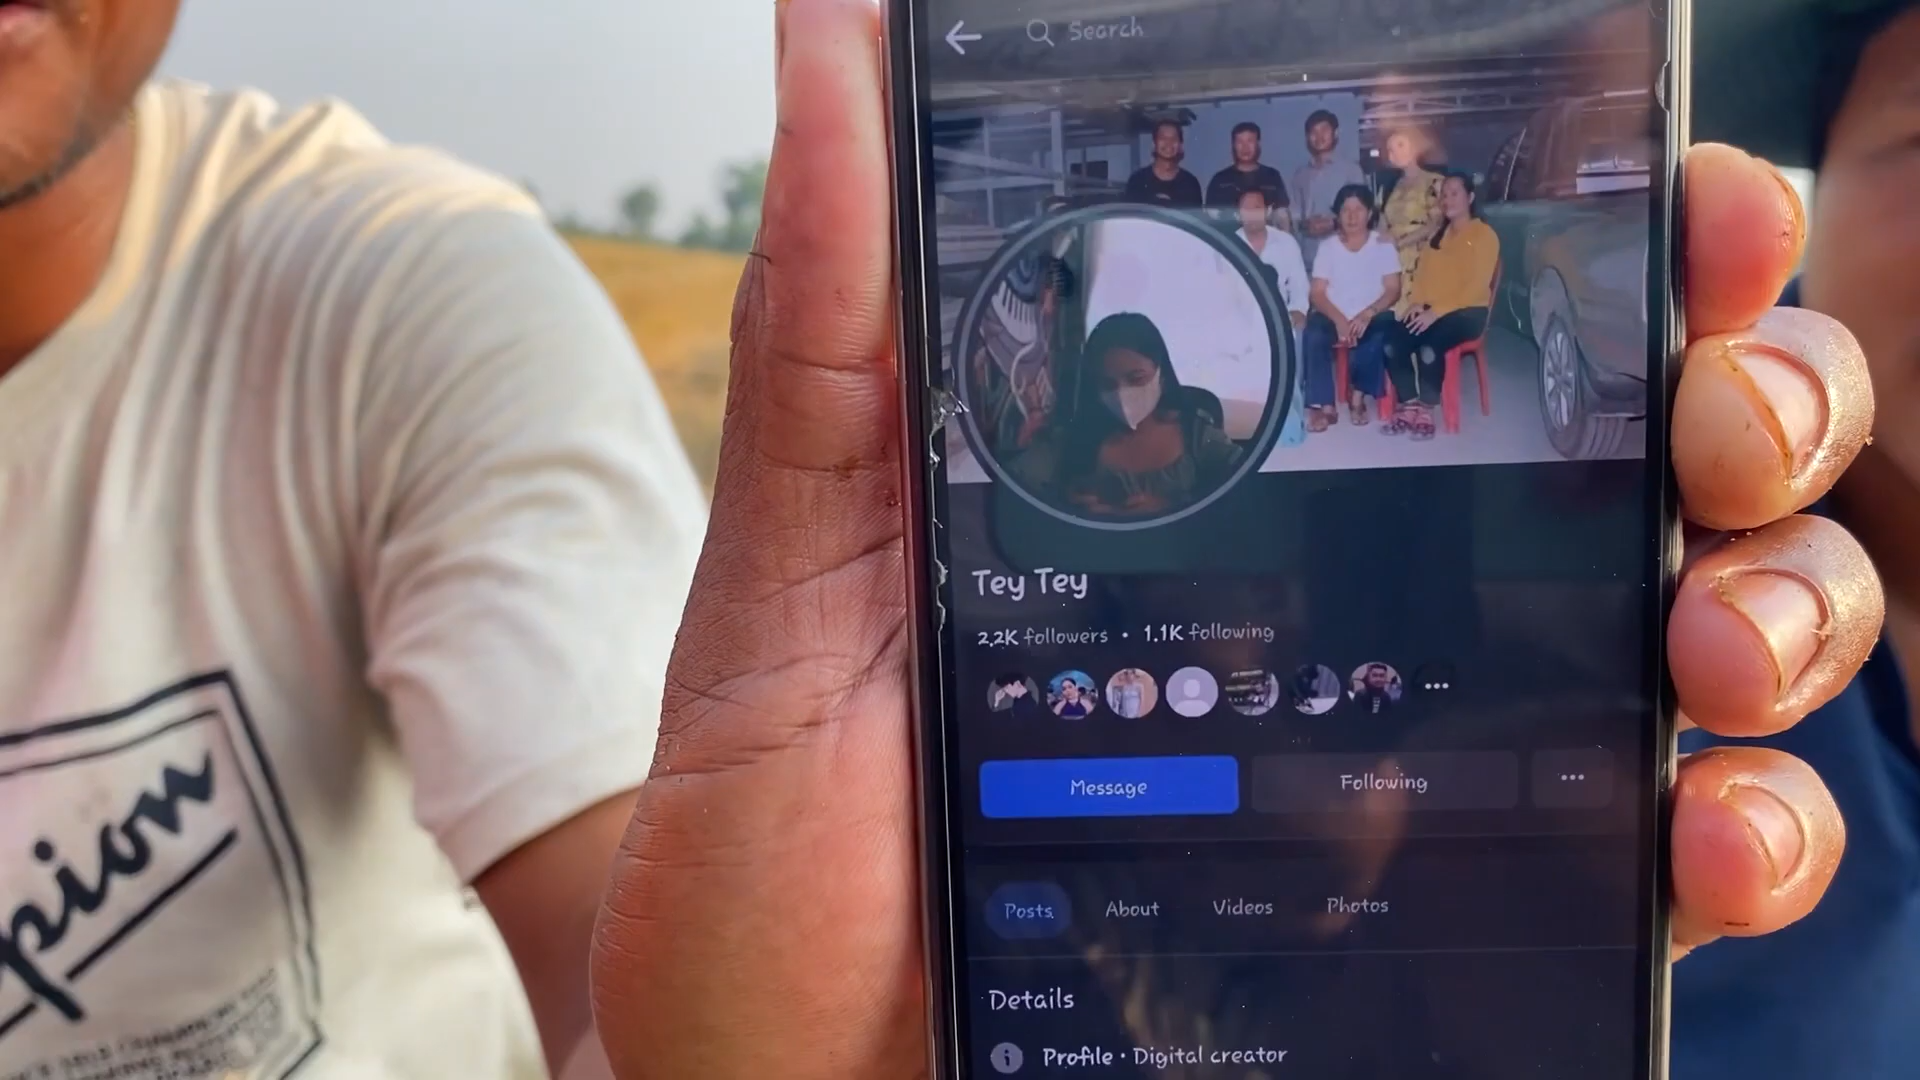 Search
Tey Tey
2.2K followers • 1.1K following
Message
Following
Posts
About
Videos
Photos
Details
Profile • Digital creator
pion